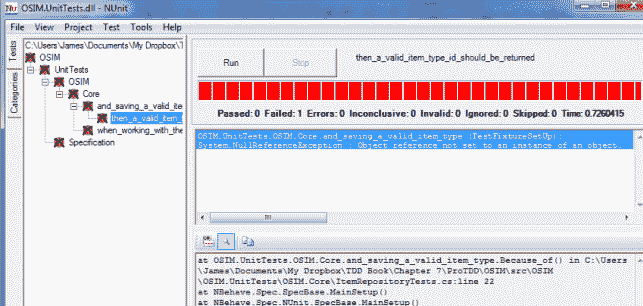 OSIM.UnitTests.dll - NUnit
File View Project Test Tools Help
Tests
Categories
C:\Users\James\Documents\My Dropbox\T
OSIM
UnitTests
OSIM
Core
and_saving_a_valid_ite
then_a_valid_item_
when_working_with_the
Specification
Run Stop then_a_valid_item_type_id_should_be_returned
Passed: 0 Failed: 1 Errors: 0 Inconclusive: 0 Invalid: 0 Ignored: 0 Skipped: 0 Time: 0.7260415
OSIM.UnitTests.OSIM.Core.and_saving_a_valid_item_type (TestFixtureSetUp):
System.NullReferenceException : Object reference not set to an instance of an object.
at OSIM.UnitTests.OSIM.Core.and_saving_a_valid_item_type.Because_of() in C:\Users
\James\Documents\My Dropbox\TDD Book\Chapter 7\ProTDD\OSIM\src\OSIM
\OSIM.UnitTests\OSIM.Core\ItemRepositoryTests.cs:line 22
at NBehave.Spec.SpecBase.MainSetup()
at NBehave.Spec.NUnit.SpecBase.MainSetup()